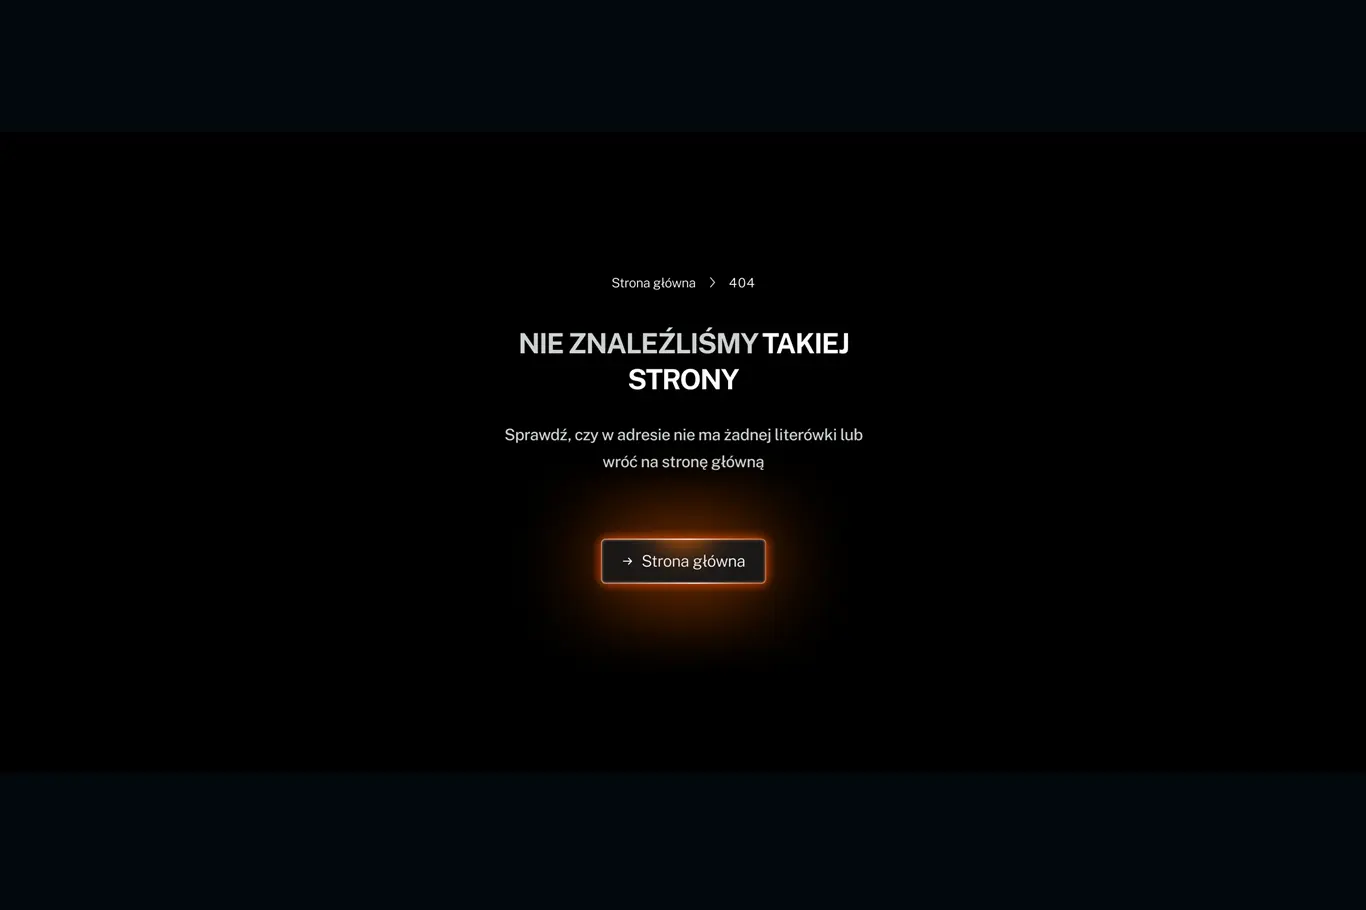 Strona główna > 404
NIE ZNALEŹLIŚMY TAKIEJ
STRONY
Sprawdź, czy w adresie nie ma żadnej literówki lub
wróć na stronę główną
→ Strona główna